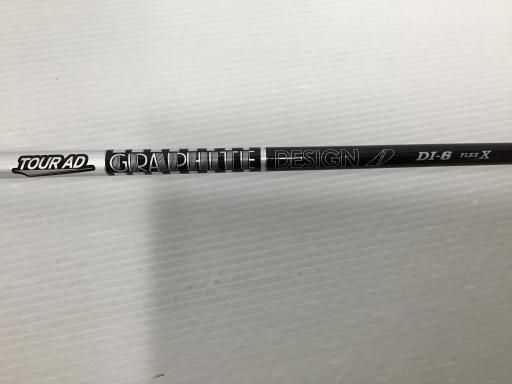 TOUR AD GRAPHITE DESIGN AD DI-6 FLEX X